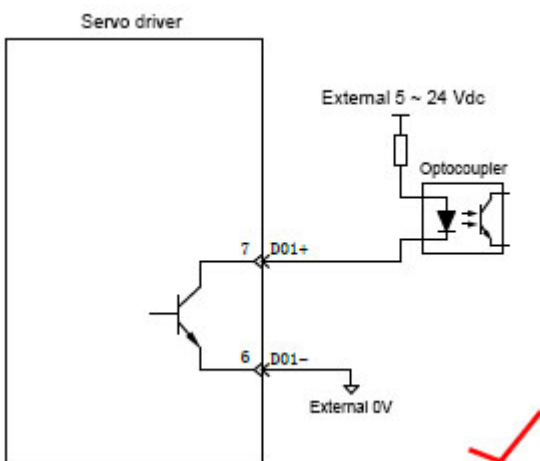 Servo driver
External 5 ~ 24 Vdc
Optocoupler
7 DO1+
6 DO1-
External 0V